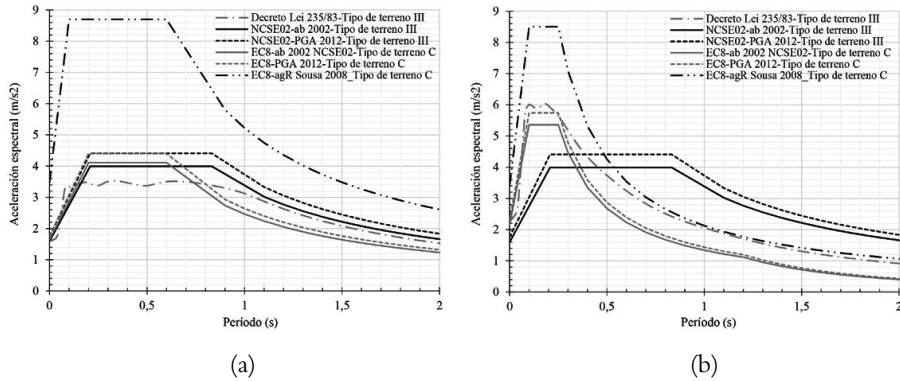 Decreto Lei 235/83-Tipo de terreno III
NCSE02-ab 2002-Tipo de terreno III
NCSE02-PGA 2012-Tipo de terreno III
EC8-ab 2002 NCSE02-Tipo de terreno C
EC8-PGA 2012-Tipo de terreno C
EC8-agR Sousa 2008_Tipo de terreno C
Aceleración espectral (m/s2)
9
8
7
6
5
4
3
2
1
0
0
0,5
1
1,5
2
Período (s)
(a)
Decreto Lei 235/83-Tipo de terreno III
NCSE02-ab 2002-Tipo de terreno III
NCSE02-PGA 2012-Tipo de terreno III
EC8-ab 2002 NCSE02-Tipo de terreno C
EC8-PGA 2012-Tipo de terreno C
EC8-agR Sousa 2008_Tipo de terreno C
Aceleración espectral (m/s2)
9
8
7
6
5
4
3
2
1
0
0
0,5
1
1,5
2
Período (s)
(b)